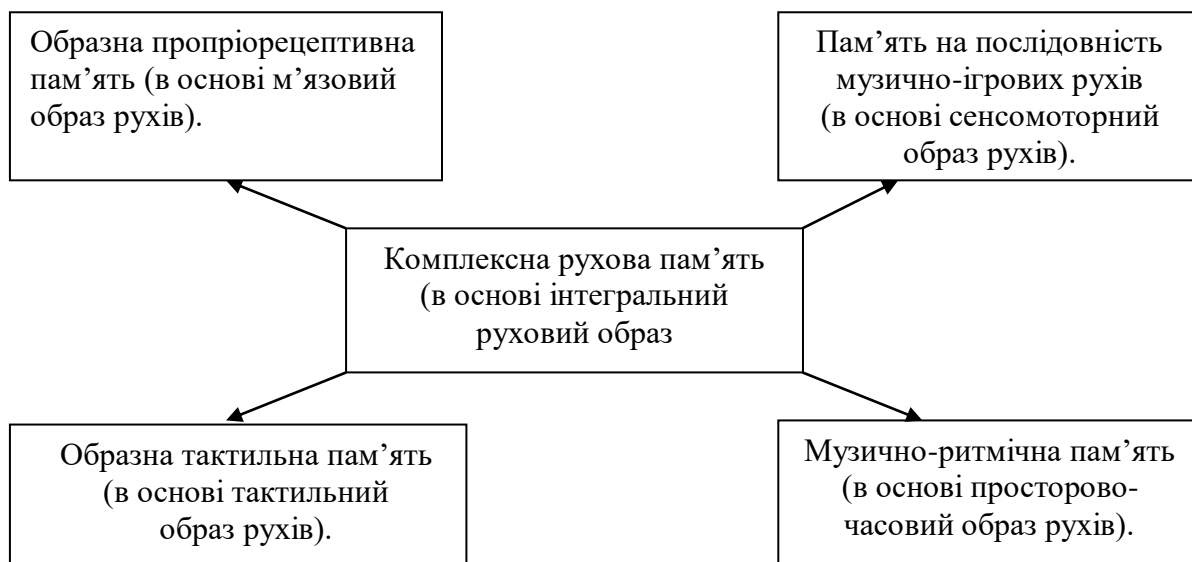 Образна пропріорецептивна
пам’ять (в основі м’язовий
образ рухів).
Пам’ять на послідовність
музично-ігрових рухів
(в основі сенсомоторний
образ рухів).
Комплексна рухова пам’ять
(в основі інтегральний
руховий образ
Образна тактильна пам’ять
(в основі тактильний
образ рухів).
Музично-ритмічна пам’ять
(в основі просторово-
часовий образ рухів).